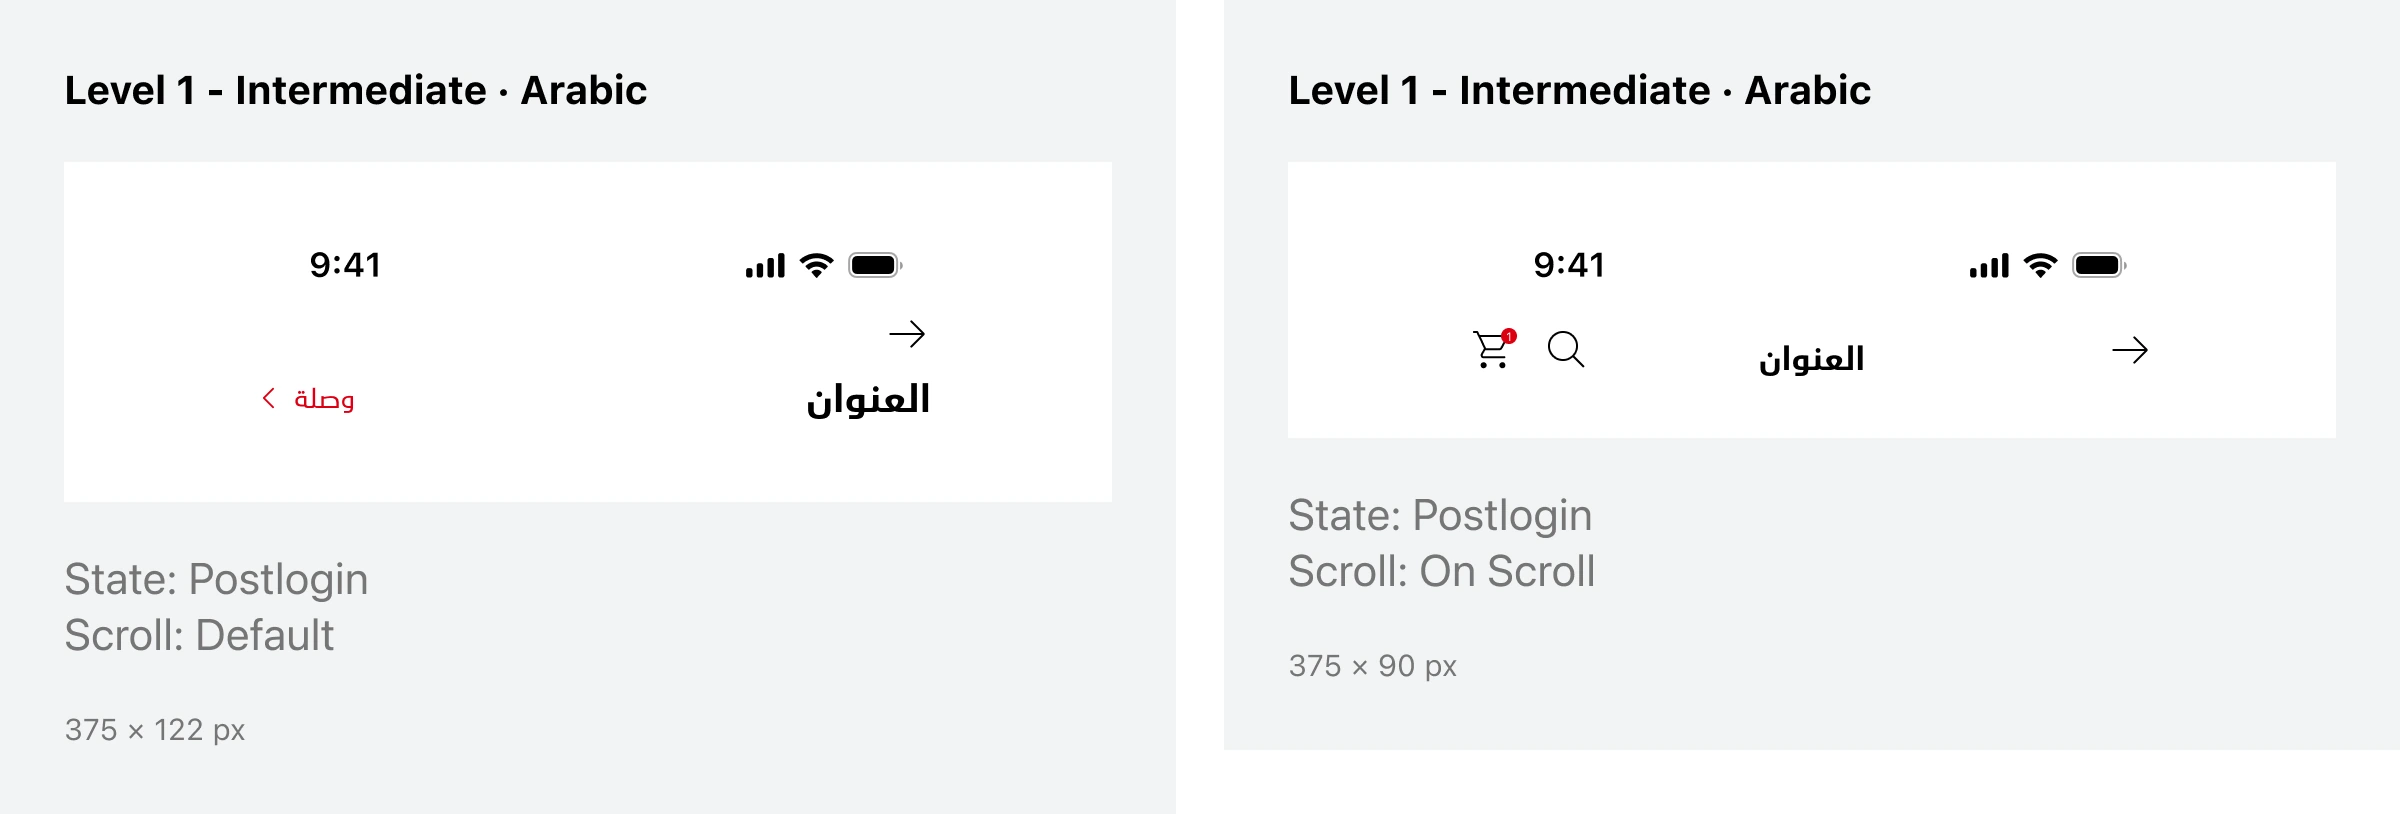 Level 1 - Intermediate · Arabic
9:41
العنوان
وصلة
State: Postlogin
Scroll: Default
375 × 122 px
Level 1 - Intermediate · Arabic
9:41
1
العنوان
State: Postlogin
Scroll: On Scroll
375 × 90 px